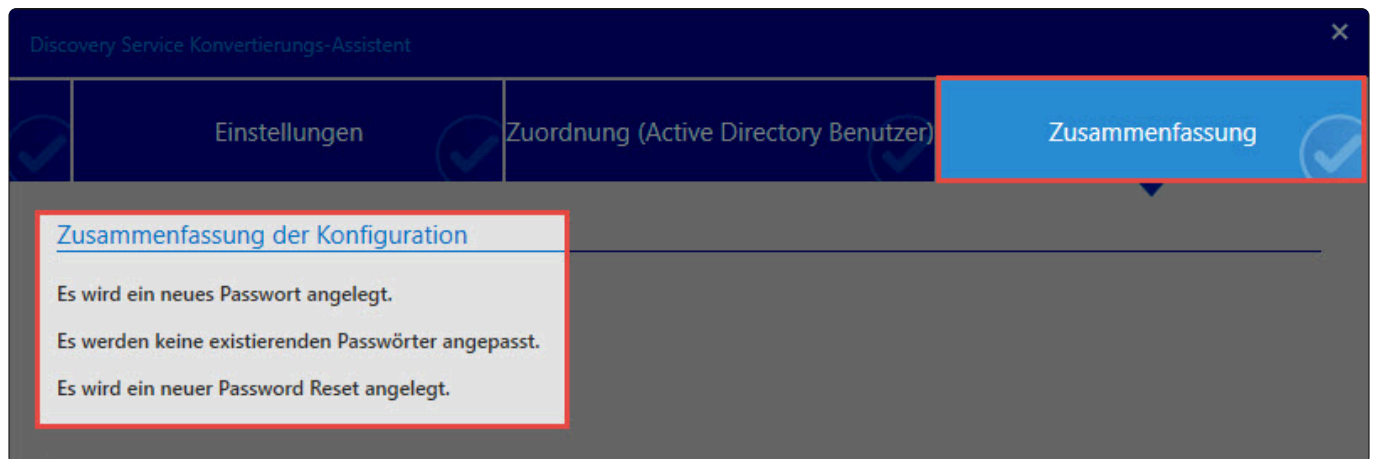 Discovery Service Konvertierungs-Assistent
Einstellungen
Zuordnung (Active Directory Benutzer)
Zusammenfassung
Zusammenfassung der Konfiguration
Es wird ein neues Passwort angelegt.
Es werden keine existierenden Passwörter angepasst.
Es wird ein neuer Password Reset angelegt.